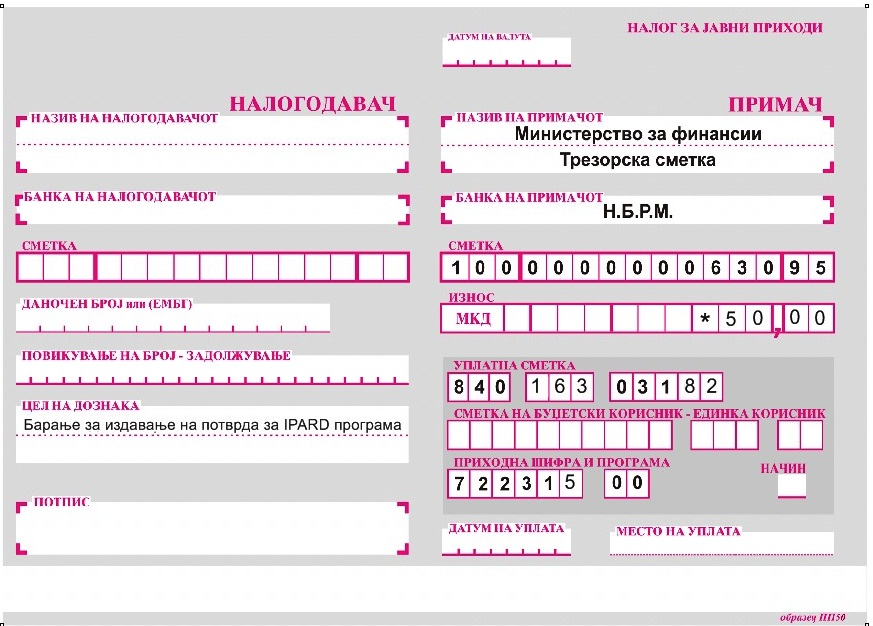 НАЛОГ ЗА ЈАВНИ ПРИХОДИ
ДАТУМ НА ВАЛУТА
НАЛОГОДАВАЧ
НАЗИВ НА НАЛОГОДАВАЧОТ
БАНКА НА НАЛОГОДАВАЧОТ
СМЕТКА
ДАНОЧЕН БРОЈ или (ЕМБГ)
ПОВИКУВАЊЕ НА БРОЈ - ЗАДОЛЖУВАЊЕ
ЦЕЛ НА ДОЗНАКА
Барање за издавање на потврда за IPARD програма
ПОТПИС
ПРИМАЧ
НАЗИВ НА ПРИМАЧОТ
Министерство за финансии
Трезорска сметка
БАНКА НА ПРИМАЧОТ
Н.Б.Р.М.
СМЕТКА
100 0000000630 95
ИЗНОС
МКД *50,00
УПЛАТНА СМЕТКА
840 163 03182
СМЕТКА НА БУЏЕТСКИ КОРИСНИК - ЕДИНКА КОРИСНИК
ПРИХОДНА ШИФРА И ПРОГРАМА
722315 00
НАЧИН
ДАТУМ НА УПЛАТА
МЕСТО НА УПЛАТА
образец ПП50